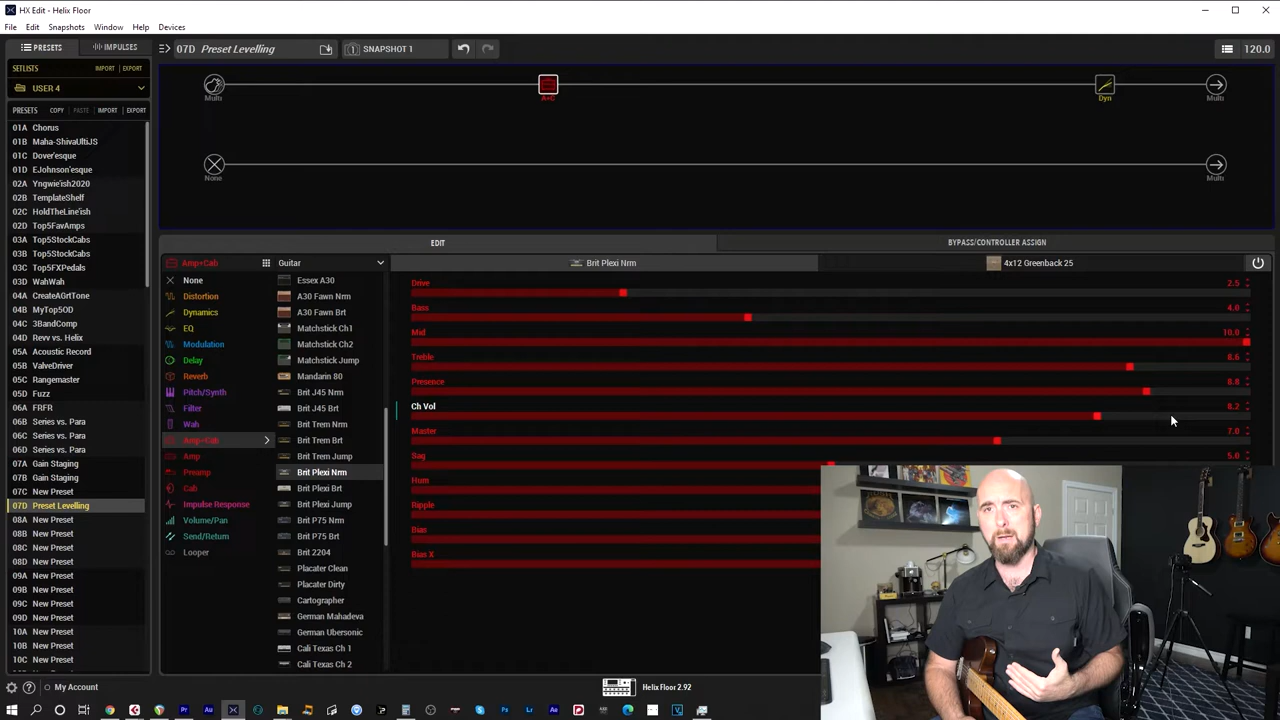 HX Edit - Helix Floor
File Edit Snapshots Window Help Devices
PRESETS IMPULSES
07D Preset Levelling
SNAPSHOT 1
120.0
SETLISTS IMPORT EXPORT
USER 4
PRESETS COPY PASTE IMPORT EXPORT
01A Chorus
01B Maha-ShivaUltiJS
01C Dover'esque
01D EJohnson'esque
02A Yngwie'ish2020
02B TemplateShelf
02C HoldTheLine'ish
02D Top5FavAmps
03A Top5StockCabs
03B Top5StockCabs
03C Top5FXPedals
03D WahWah
04A CreateAGrtTone
04B MyTop5OD
04C 3BandComp
04D Revv vs. Helix
05A Acoustic Record
05B ValveDriver
05C Rangemaster
05D Fuzz
06A FRFR
06B Series vs. Para
06C Series vs. Para
06D Series vs. Para
07A Gain Staging
07B Gain Staging
07C New Preset
07D Preset Levelling
08A New Preset
08B New Preset
08C New Preset
08D New Preset
09A New Preset
09B New Preset
09C New Preset
09D New Preset
10A New Preset
10B New Preset
10C New Preset
My Account
Multi
A+C
Dyn
Multi
None
Multi
EDIT
BYPASS/CONTROLLER ASSIGN
Amp+Cab
Guitar
Brit Plexi Nrm
4x12 Greenback 25
None
Distortion
Dynamics
EQ
Modulation
Delay
Reverb
Pitch/Synth
Filter
Wah
Amp+Cab
Amp
Preamp
Cab
Impulse Response
Volume/Pan
Send/Return
Looper
Essex A30
A30 Fawn Nrm
A30 Fawn Brt
Matchstick Ch1
Matchstick Ch2
Matchstick Jump
Mandarin 80
Brit J45 Nrm
Brit J45 Brt
Brit Trem Nrm
Brit Trem Brt
Brit Trem Jump
Brit Plexi Nrm
Brit Plexi Brt
Brit Plexi Jump
Brit P75 Nrm
Brit P75 Brt
Brit 2204
Placater Clean
Placater Dirty
Cartographer
German Mahadeva
German Ubersonic
Cali Texas Ch 1
Cali Texas Ch 2
Drive 2.5
Bass 4.0
Mid 10.0
Treble 8.6
Presence 8.8
Ch Vol 8.2
Master 7.0
Sag 5.0
Hum
Ripple
Bias
Bias X
Helix Floor 2.92